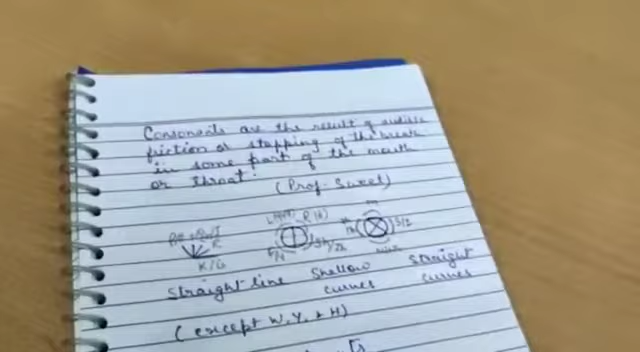 Consonants are the result of audible
friction or stopping of the breath
in some part of the mouth
or throat.
(Prof. Sweet)
K/G
Straight line Shallow curves Straight curves
(except W, Y, & H)